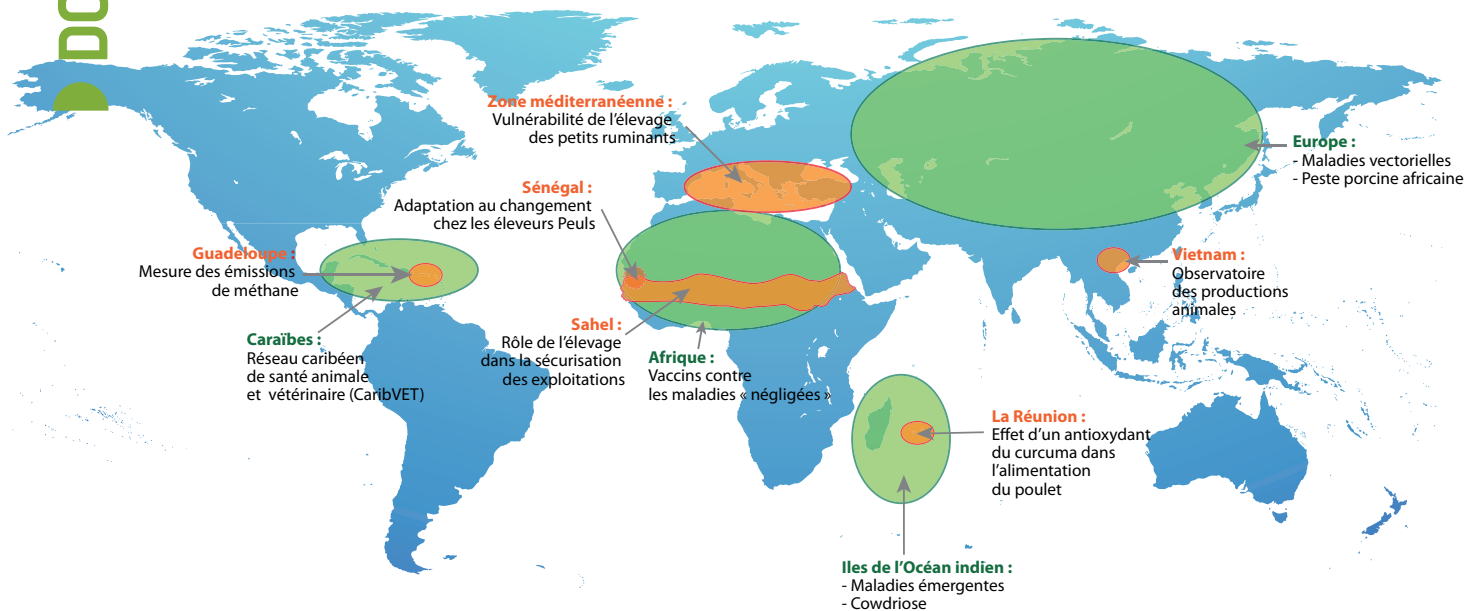 DO
Zone méditerranéenne :
Vulnérabilité de l'élevage
des petits ruminants
Europe :
- Maladies vectorielles
- Peste porcine africaine
Sénégal :
Adaptation au changement
chez les éleveurs Peuls
Guadeloupe :
Mesure des émissions
de méthane
Vietnam :
Observatoire
des productions
animales
Caraïbes :
Réseau caribéen
de santé animale
et vétérinaire (CaribVET)
Sahel :
Rôle de l'élevage
dans la sécurisation
des exploitations
Afrique :
Vaccins contre
les maladies « négligées »
La Réunion :
Effet d'un antioxydant
du curcuma dans
l'alimentation
du poulet
Iles de l'Océan indien :
- Maladies émergentes
- Cowdriose